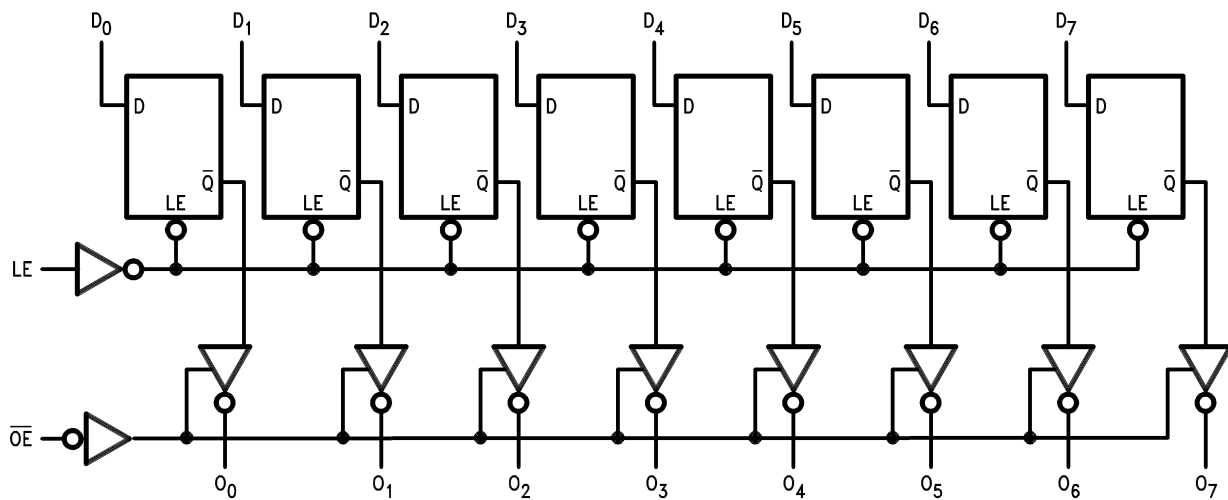 D0 D1 D2 D3 D4 D5 D6 D7
D D D D D D D D
Q̅ Q̅ Q̅ Q̅ Q̅ Q̅ Q̅ Q̅
LE LE LE LE LE LE LE LE
LE
O̅E̅
O0 O1 O2 O3 O4 O5 O6 O7